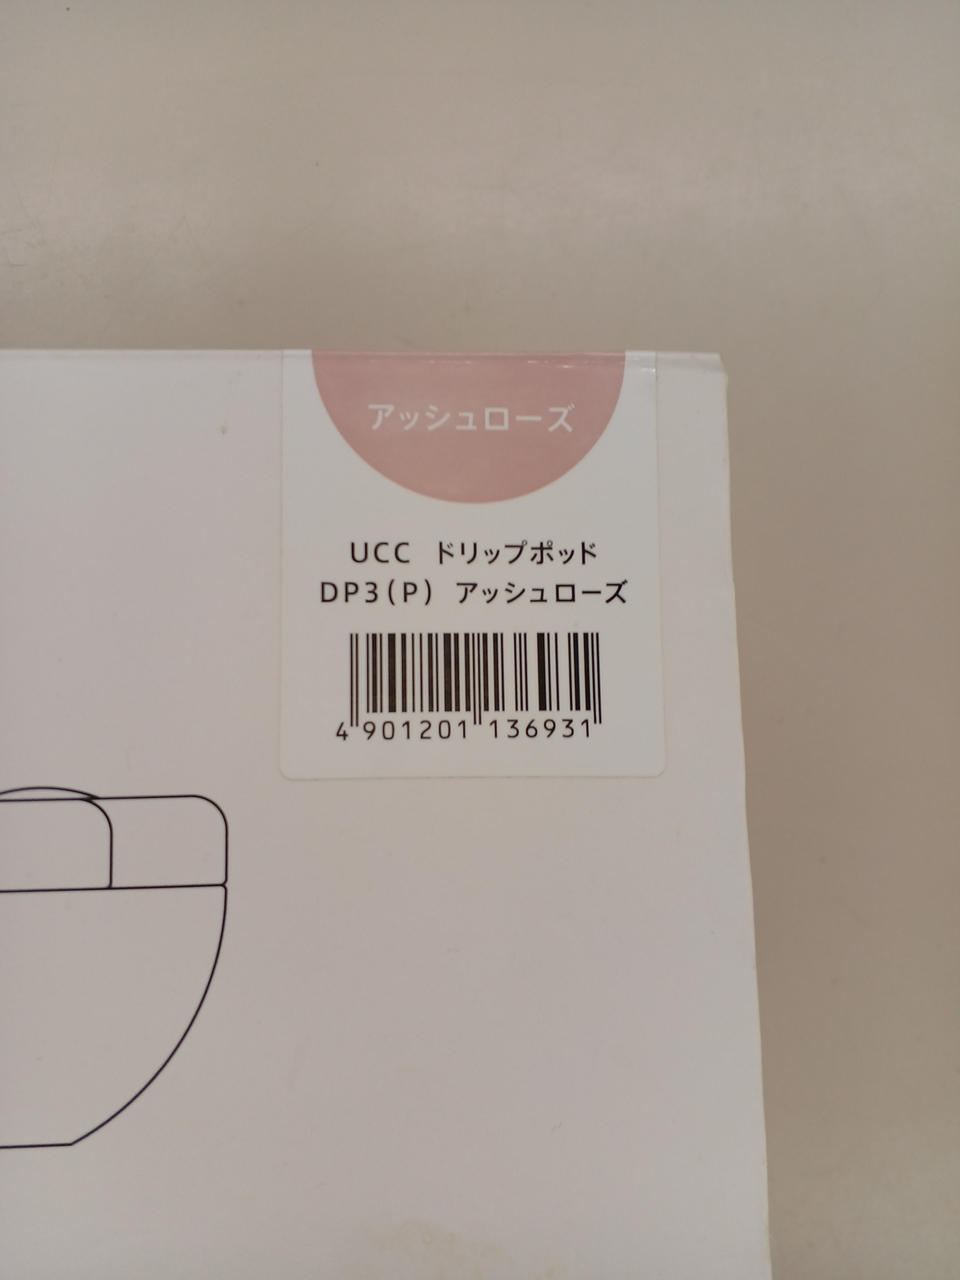 アッシュローズ
UCC ドリップポッド
DP3(P) アッシュローズ
4 901201 136931